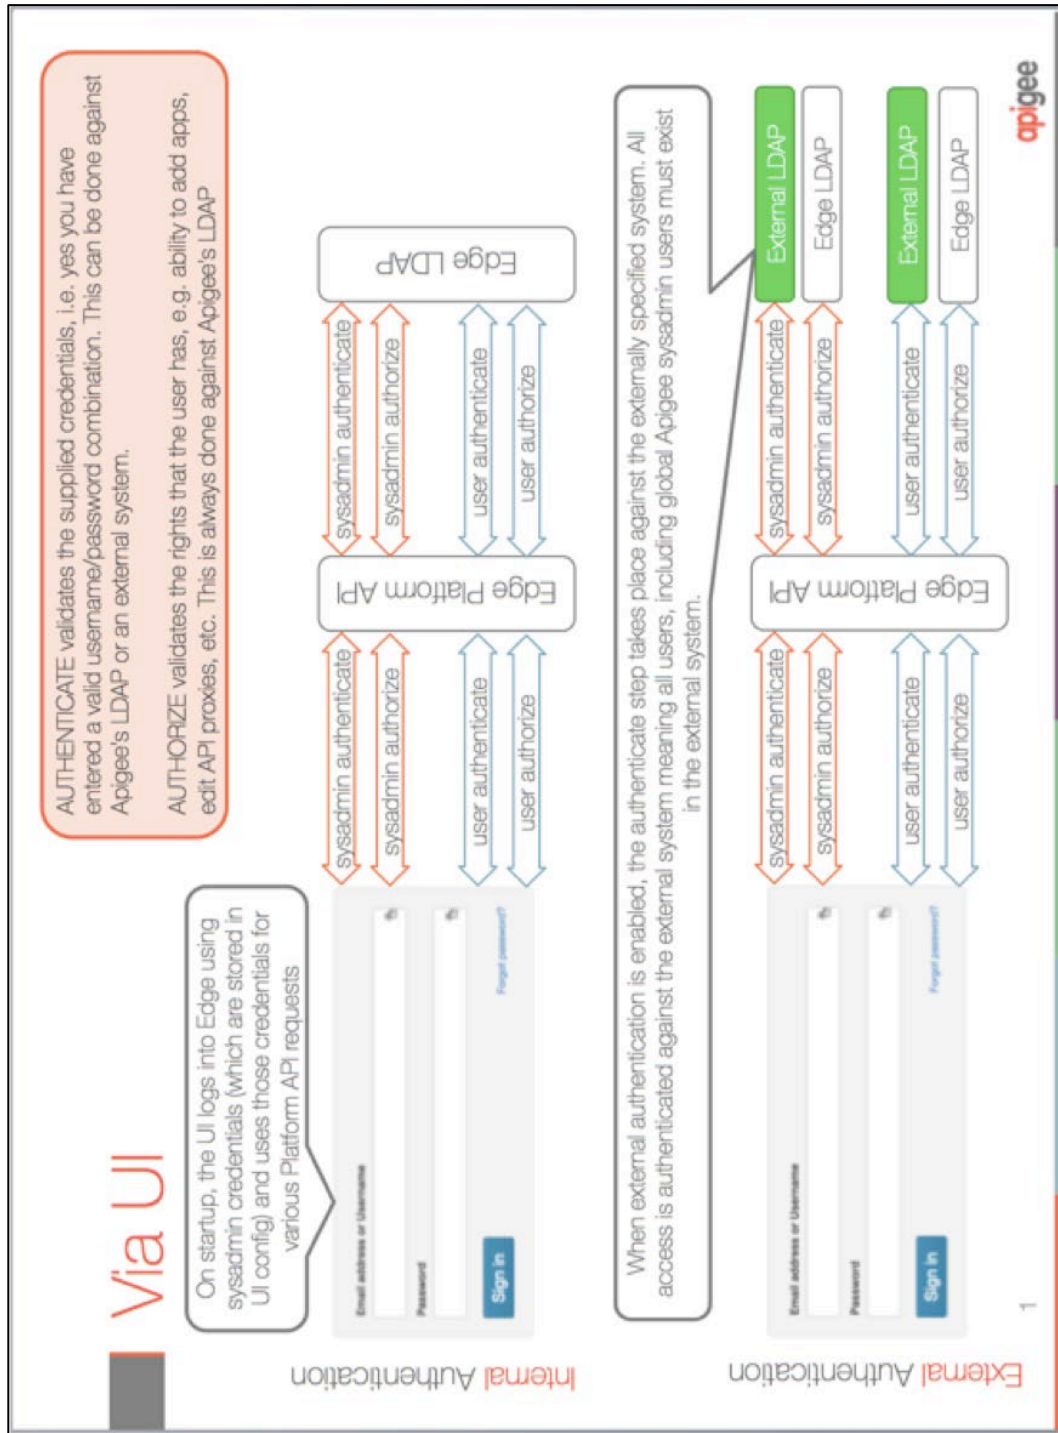 Via UI
AUTHENTICATE validates the supplied credentials, i.e. yes you have
entered a valid username/password combination. This can be done against
Apigee's LDAP or an external system.
AUTHORIZE validates the rights that the user has, e.g. ability to add apps,
edit API proxies, etc. This is always done against Apigee's LDAP
On startup, the UI logs into Edge using
sysadmin credentials (which are stored in
UI config) and uses those credentials for
various Platform API requests
Internal Authentication
Email address or Username
Password
Sign in
Forgot password?
sysadmin authenticate
sysadmin authorize
user authenticate
user authorize
Edge Platform API
sysadmin authenticate
sysadmin authorize
user authenticate
user authorize
Edge LDAP
When external authentication is enabled, the authenticate step takes place against the externally specified system. All
access is authenticated against the external system meaning all users, including global Apigee sysadmin users must exist
in the external system.
External Authentication
Email address or Username
Password
Sign in
Forgot password?
sysadmin authenticate
sysadmin authorize
user authenticate
user authorize
Edge Platform API
sysadmin authenticate
sysadmin authorize
user authenticate
user authorize
External LDAP
Edge LDAP
External LDAP
Edge LDAP
1
apigee